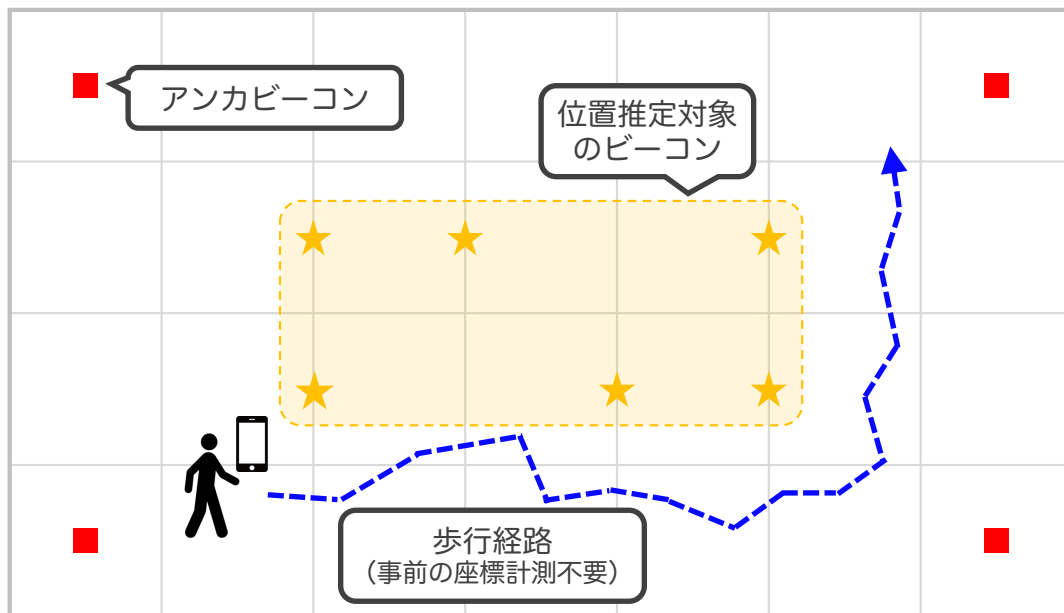 アンカビーコン
位置推定対象
のビーコン
歩行経路
（事前の座標計測不要）